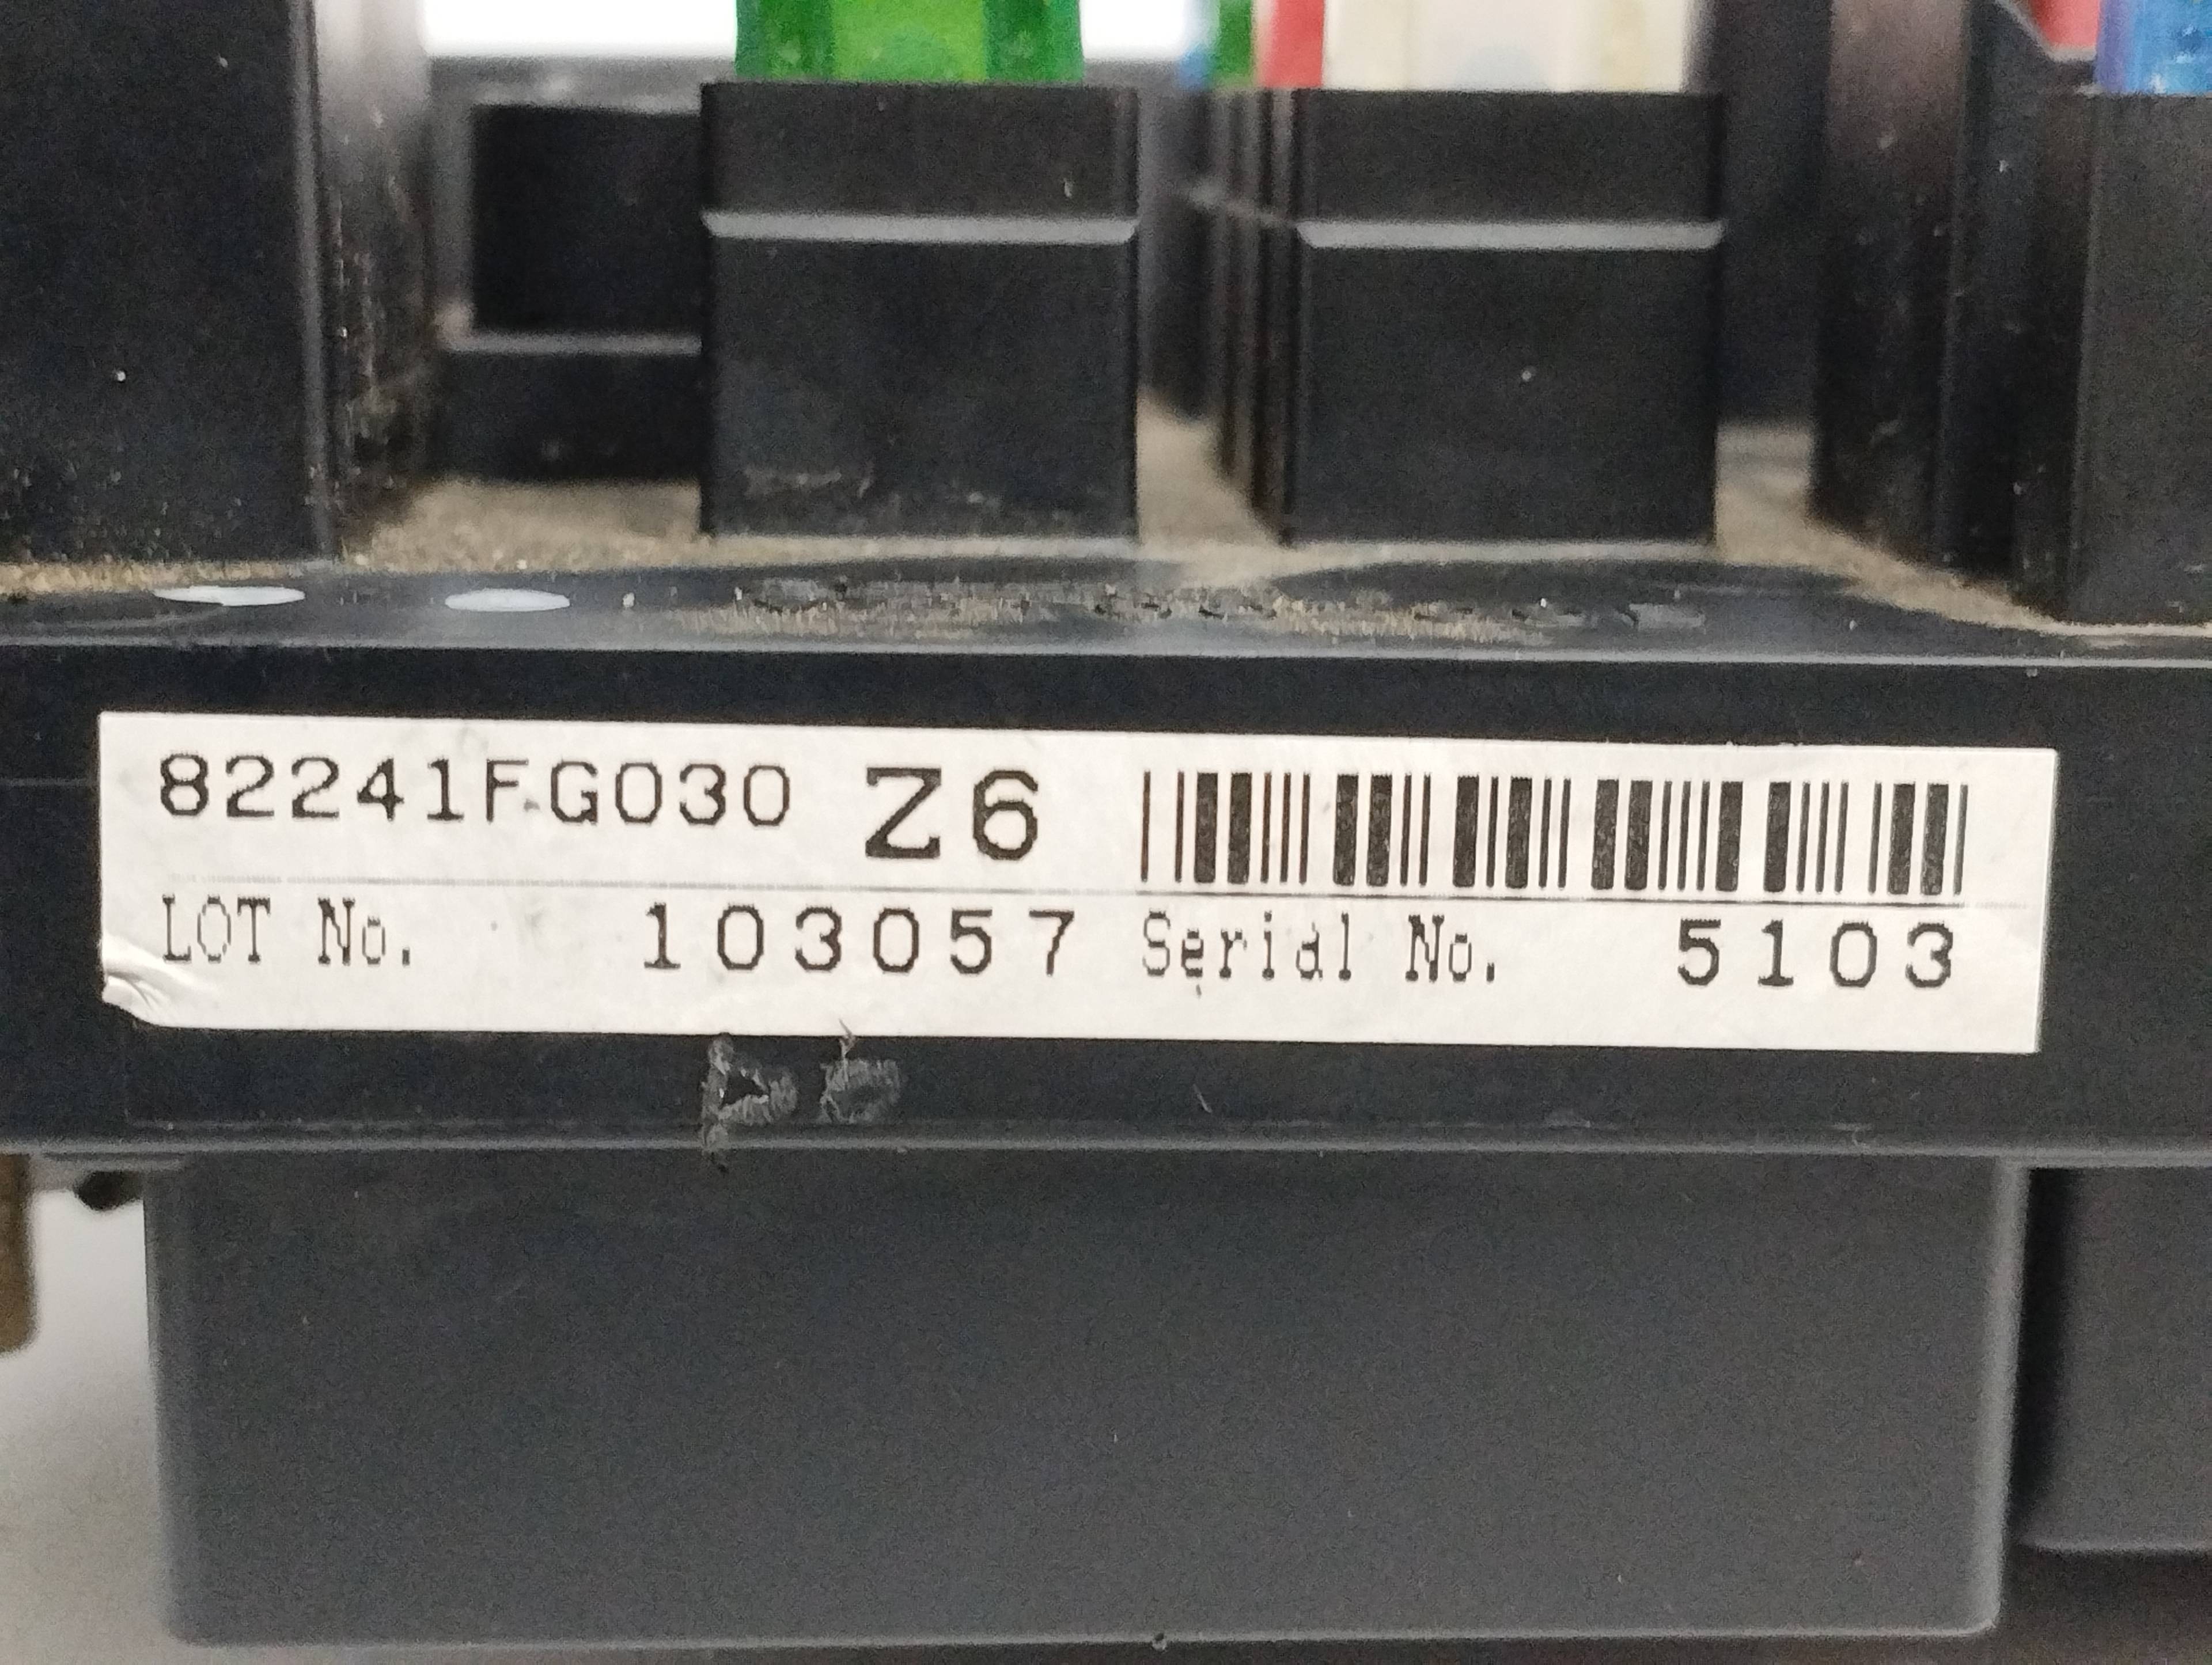 82241FG030 Z6
LOT No. 103057 Serial No. 5103